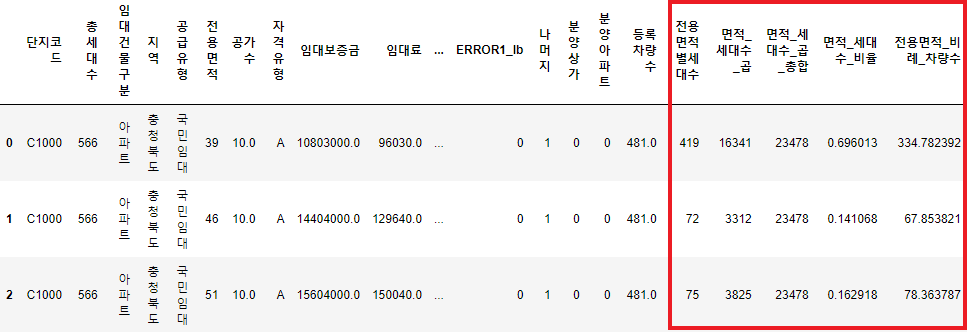 단지코드 총세대수 임대건물구분 지역 공급유형 전용면적 공가수 자격유형 임대보증금 임대료 ... ERROR1_lb 나머지 분양상가 분양아파트 등록차량수 전용면적별세대수 면적_세대수_곱 면적_세대수_곱_총합 면적_세대수_비율 전용면적_비례_차량수
0 C1000 566 아파트 충청북도 국민임대 39 10.0 A 10803000.0 96030.0 ... 0 1 0 0 481.0 419 16341 23478 0.696013 334.782392
1 C1000 566 아파트 충청북도 국민임대 46 10.0 A 14404000.0 129640.0 ... 0 1 0 0 481.0 72 3312 23478 0.141068 67.853821
2 C1000 566 아파트 충청북도 국민임대 51 10.0 A 15604000.0 150040.0 ... 0 1 0 0 481.0 75 3825 23478 0.162918 78.363787